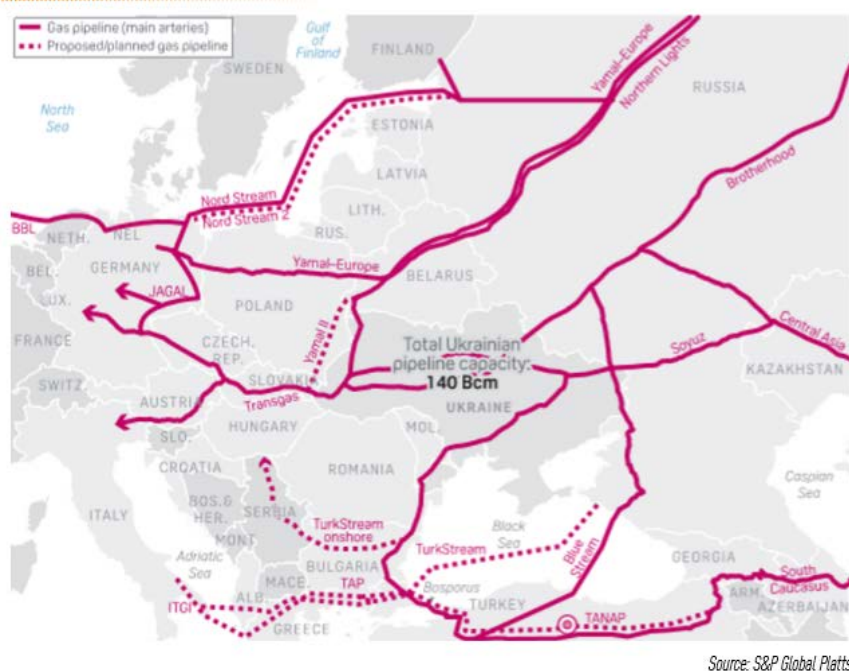 Gas pipeline (main arteries)
Proposed/planned gas pipeline
Gulf
of
Finland
FINLAND
SWEDEN
RUSSIA
North
Sea
Yamal-Europe
Northern Lights
ESTONIA
LATVIA
LITH.
RUS.
Brotherhood
Nord Stream
Nord Stream 2
BBL
NETH.
NEL
BEL.
GERMANY
Yamal-Europe
BELARUS
LUX.
JAGAL
POLAND
Yamal II
FRANCE
CZECH.
REP.
Total Ukrainian
pipeline capacity:
140 Bcm
UKRAINE
Soyuz
Central Asia
KAZAKHSTAN
SWITZ.
SLOVAKIA
AUSTRIA
Transgas
HUNGARY
MOL.
SLO.
CROATIA
ROMANIA
Caspian
Sea
BOS.&
HER.
SERBIA
ITALY
MONT.
TurkStream
onshore
Black
Sea
TurkStream
Blue
Stream
Adriatic
Sea
BULGARIA
GEORGIA
MACE.
TAP
Bosporus
South
Caucasus
ITGI
ALB.
TURKEY
TANAP
ARM.
AZERBAIJAN
GREECE
Source: S&P Global Platts